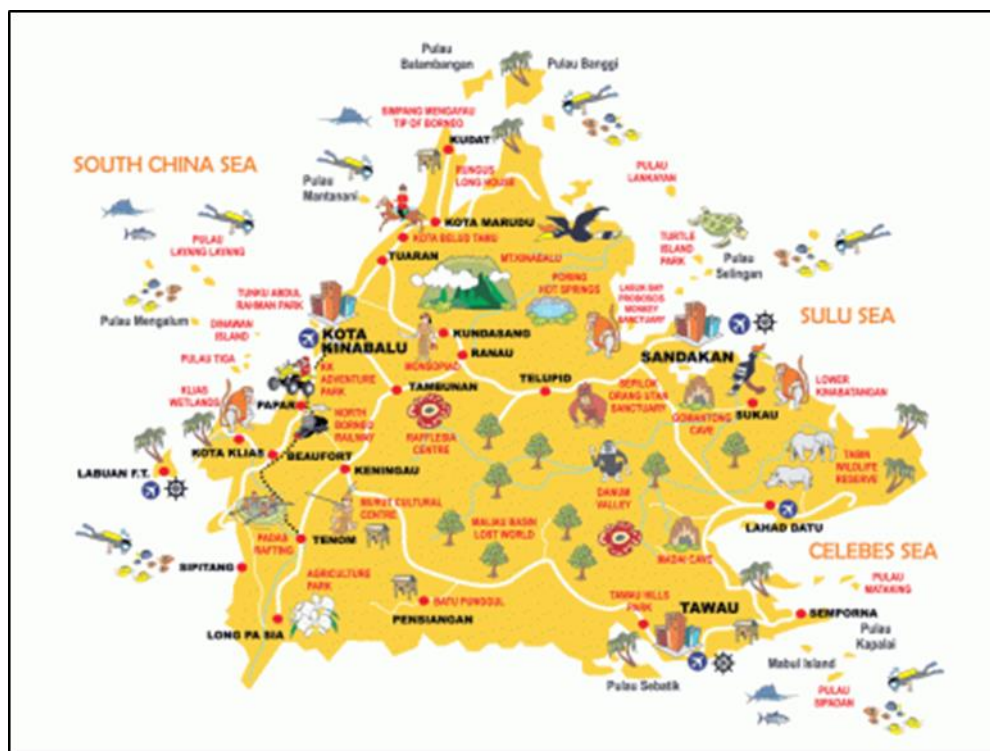 Pulau
Balambangan
Pulau Banggi
SIMPANG MENGAYAU
TIP OF BORNEO
KUDAT
SOUTH CHINA SEA
Pulau
Mantanani
RUNGUS
LONG HOUSE
PULAU
LANKAYAN
KOTA MARUDU
KOTA BELUD TAMU
PULAU
LAYANG LAYANG
TUARAN
MT.KINABALU
TURTLE
ISLAND
PARK
Pulau
Selingan
TUNKU ABDUL
RAHMAN PARK
PORING
HOT SPRINGS
LABUK BAY
PROBOSCIS
MONKEY
SANCTUARY
Pulau Mengalum
DINAWAN
ISLAND
SULU SEA
KOTA
KINABALU
KUNDASANG
RANAU
SANDAKAN
PULAU TIGA
KK
ADVENTURE
PARK
MONSOPIAD
KLIAS
WETLANDS
TAMBUNAN
TELUPID
SEPILOK
ORANG UTAN
SANCTUARY
GOMANTONG
CAVE
SUKAU
LOWER
KINABATANGAN
PAPAR
NORTH
BORNEO
RAILWAY
RAFFLESIA
CENTRE
KOTA KLIAS
BEAUFORT
KENINGAU
LABUAN F.T.
DANUM
VALLEY
TABIN
WILDLIFE
RESERVE
MURUT CULTURAL
CENTRE
MALIAU BASIN
LOST WORLD
LAHAD DATU
PADAS
RAFTING
TENOM
MADAI CAVE
CELEBES SEA
SIPITANG
AGRICULTURE
PARK
PULAU
MATAKING
BATU PUNGGUL
PENSIANGAN
TAWAU HILLS
PARK
TAWAU
SEMPORNA
LONG PA SIA
Pulau
Kapalai
Mabul Island
Pulau Sebatik
PULAU
SIPADAN